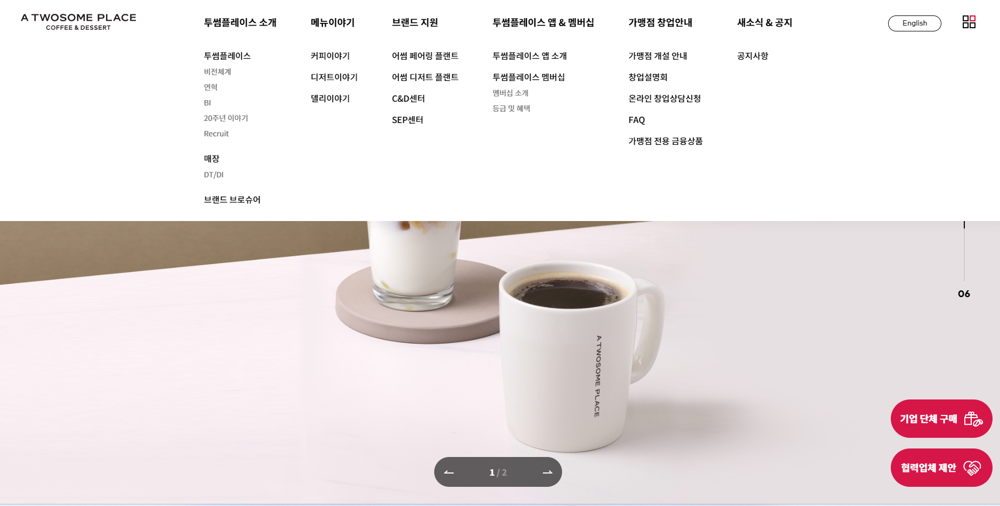 A TWOSOME PLACE
COFFEE & DESSERT
투썸플레이스 소개
메뉴이야기
브랜드 지원
투썸플레이스 앱 & 멤버십
가맹점 창업안내
새소식 & 공지
English
투썸플레이스
비전체계
연혁
BI
20주년 이야기
Recruit
매장
DT/DI
브랜드 브로슈어
커피이야기
디저트이야기
델리이야기
어썸 페어링 플랜트
어썸 디저트 플랜트
C&D센터
SEP센터
투썸플레이스 앱 소개
투썸플레이스 멤버십
멤버십 소개
등급 및 혜택
가맹점 개설 안내
창업설명회
온라인 창업상담신청
FAQ
가맹점 전용 금융상품
공지사항
06
A TWOSOME PLACE
기업 단체 구매
협력업체 제안
1 / 2